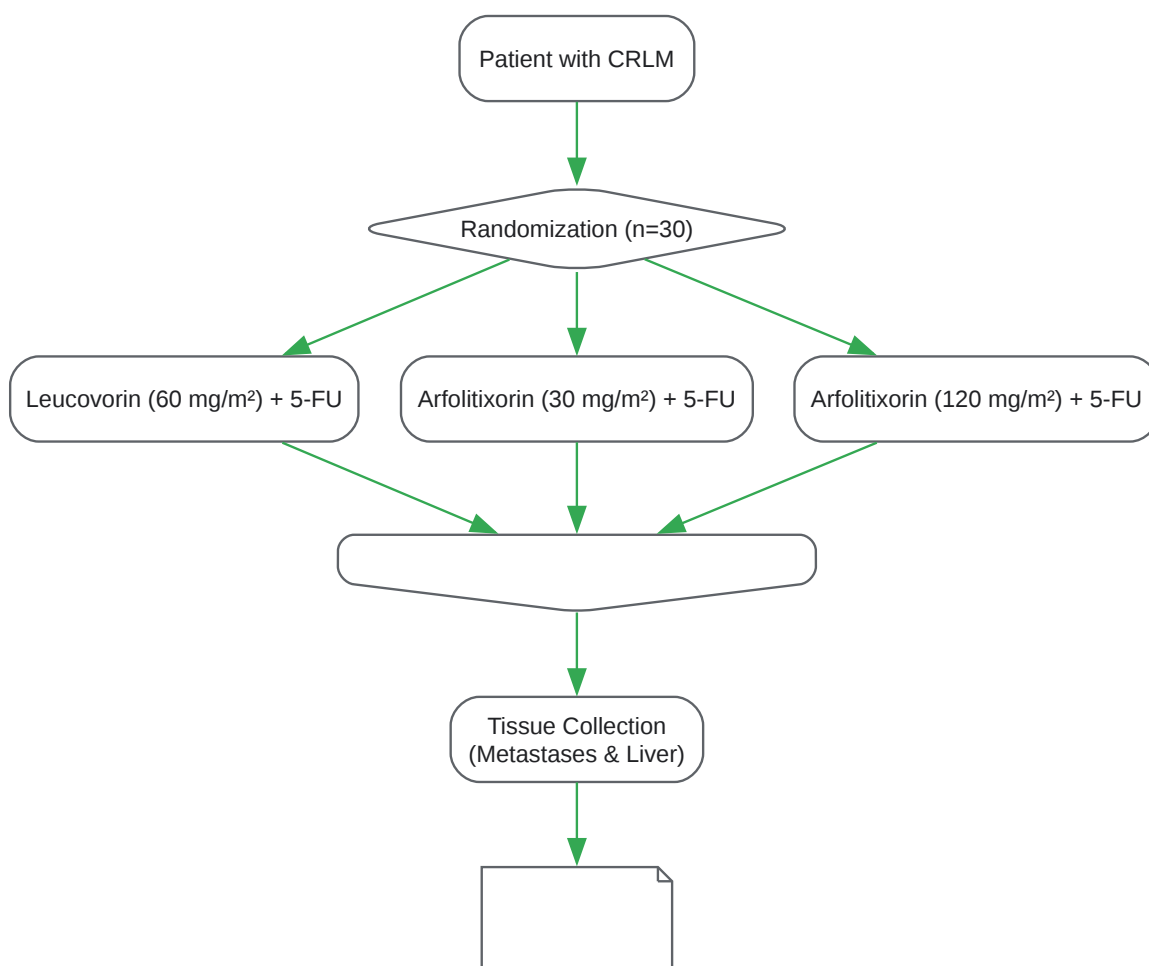 Patient with CRLM
Randomization (n=30)
Leucovorin (60 mg/m²) + 5-FU
Arfolitixorin (30 mg/m²) + 5-FU
Arfolitixorin (120 mg/m²) + 5-FU
Tissue Collection
(Metastases & Liver)